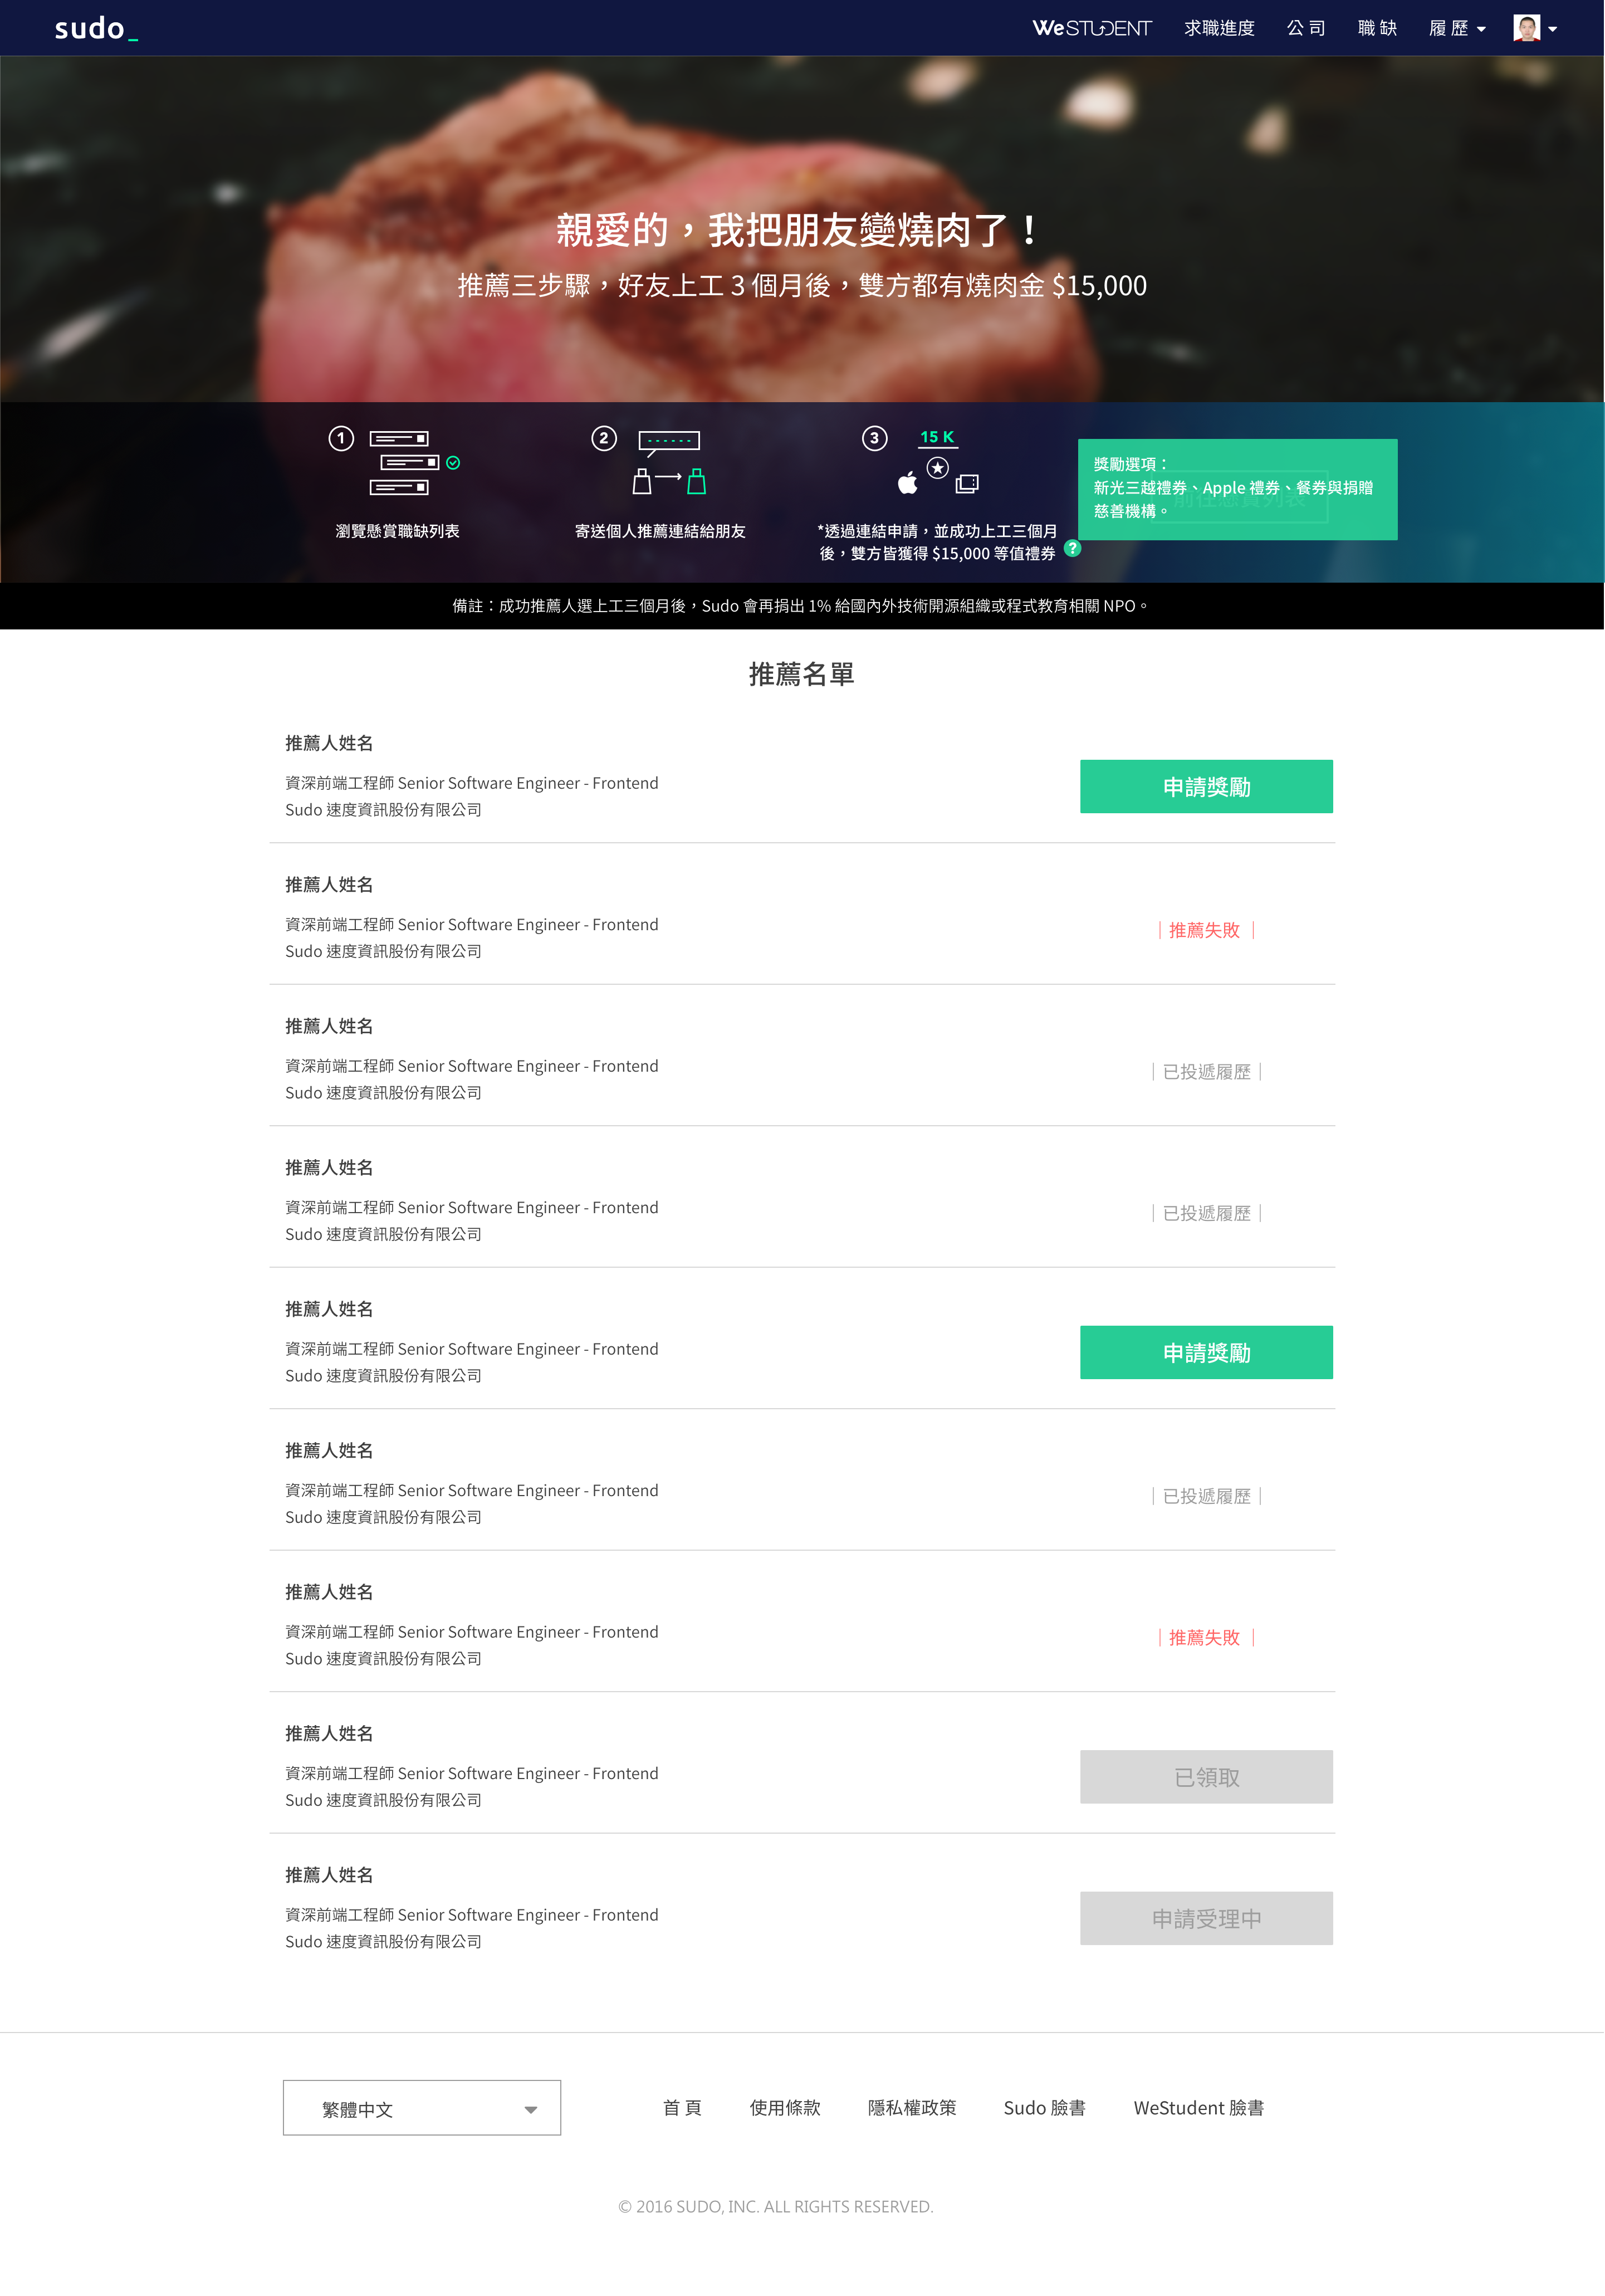 sudo_
WeSTUDENT 求職進度 公司 職缺 履歷
親愛的，我把朋友變燒肉了！
推薦三步驟，好友上工 3 個月後，雙方都有燒肉金 $15,000
1
2
3 15 K
瀏覽懸賞職缺列表
寄送個人推薦連結給朋友
*透過連結申請，並成功上工三個月
後，雙方皆獲得 $15,000 等值禮券 ?
獎勵選項：
新光三越禮券、Apple 禮券、餐券與捐贈
慈善機構。
備註：成功推薦人選上工三個月後，Sudo 會再捐出 1% 給國內外技術開源組織或程式教育相關 NPO。
推薦名單
推薦人姓名
資深前端工程師 Senior Software Engineer - Frontend
Sudo 速度資訊股份有限公司
申請獎勵
推薦人姓名
資深前端工程師 Senior Software Engineer - Frontend
Sudo 速度資訊股份有限公司
｜推薦失敗｜
推薦人姓名
資深前端工程師 Senior Software Engineer - Frontend
Sudo 速度資訊股份有限公司
｜已投遞履歷｜
推薦人姓名
資深前端工程師 Senior Software Engineer - Frontend
Sudo 速度資訊股份有限公司
｜已投遞履歷｜
推薦人姓名
資深前端工程師 Senior Software Engineer - Frontend
Sudo 速度資訊股份有限公司
申請獎勵
推薦人姓名
資深前端工程師 Senior Software Engineer - Frontend
Sudo 速度資訊股份有限公司
｜已投遞履歷｜
推薦人姓名
資深前端工程師 Senior Software Engineer - Frontend
Sudo 速度資訊股份有限公司
｜推薦失敗｜
推薦人姓名
資深前端工程師 Senior Software Engineer - Frontend
Sudo 速度資訊股份有限公司
已領取
推薦人姓名
資深前端工程師 Senior Software Engineer - Frontend
Sudo 速度資訊股份有限公司
申請受理中
繁體中文
首頁 使用條款 隱私權政策 Sudo 臉書 WeStudent 臉書
© 2016 SUDO, INC. ALL RIGHTS RESERVED.